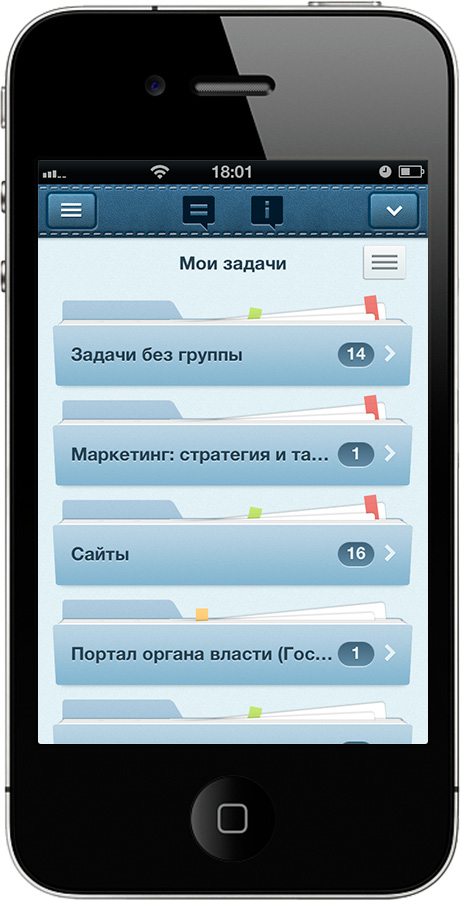 18:01
Мои задачи
Задачи без группы 14
Маркетинг: стратегия и та... 1
Сайты 16
Портал органа власти (Гос... 1